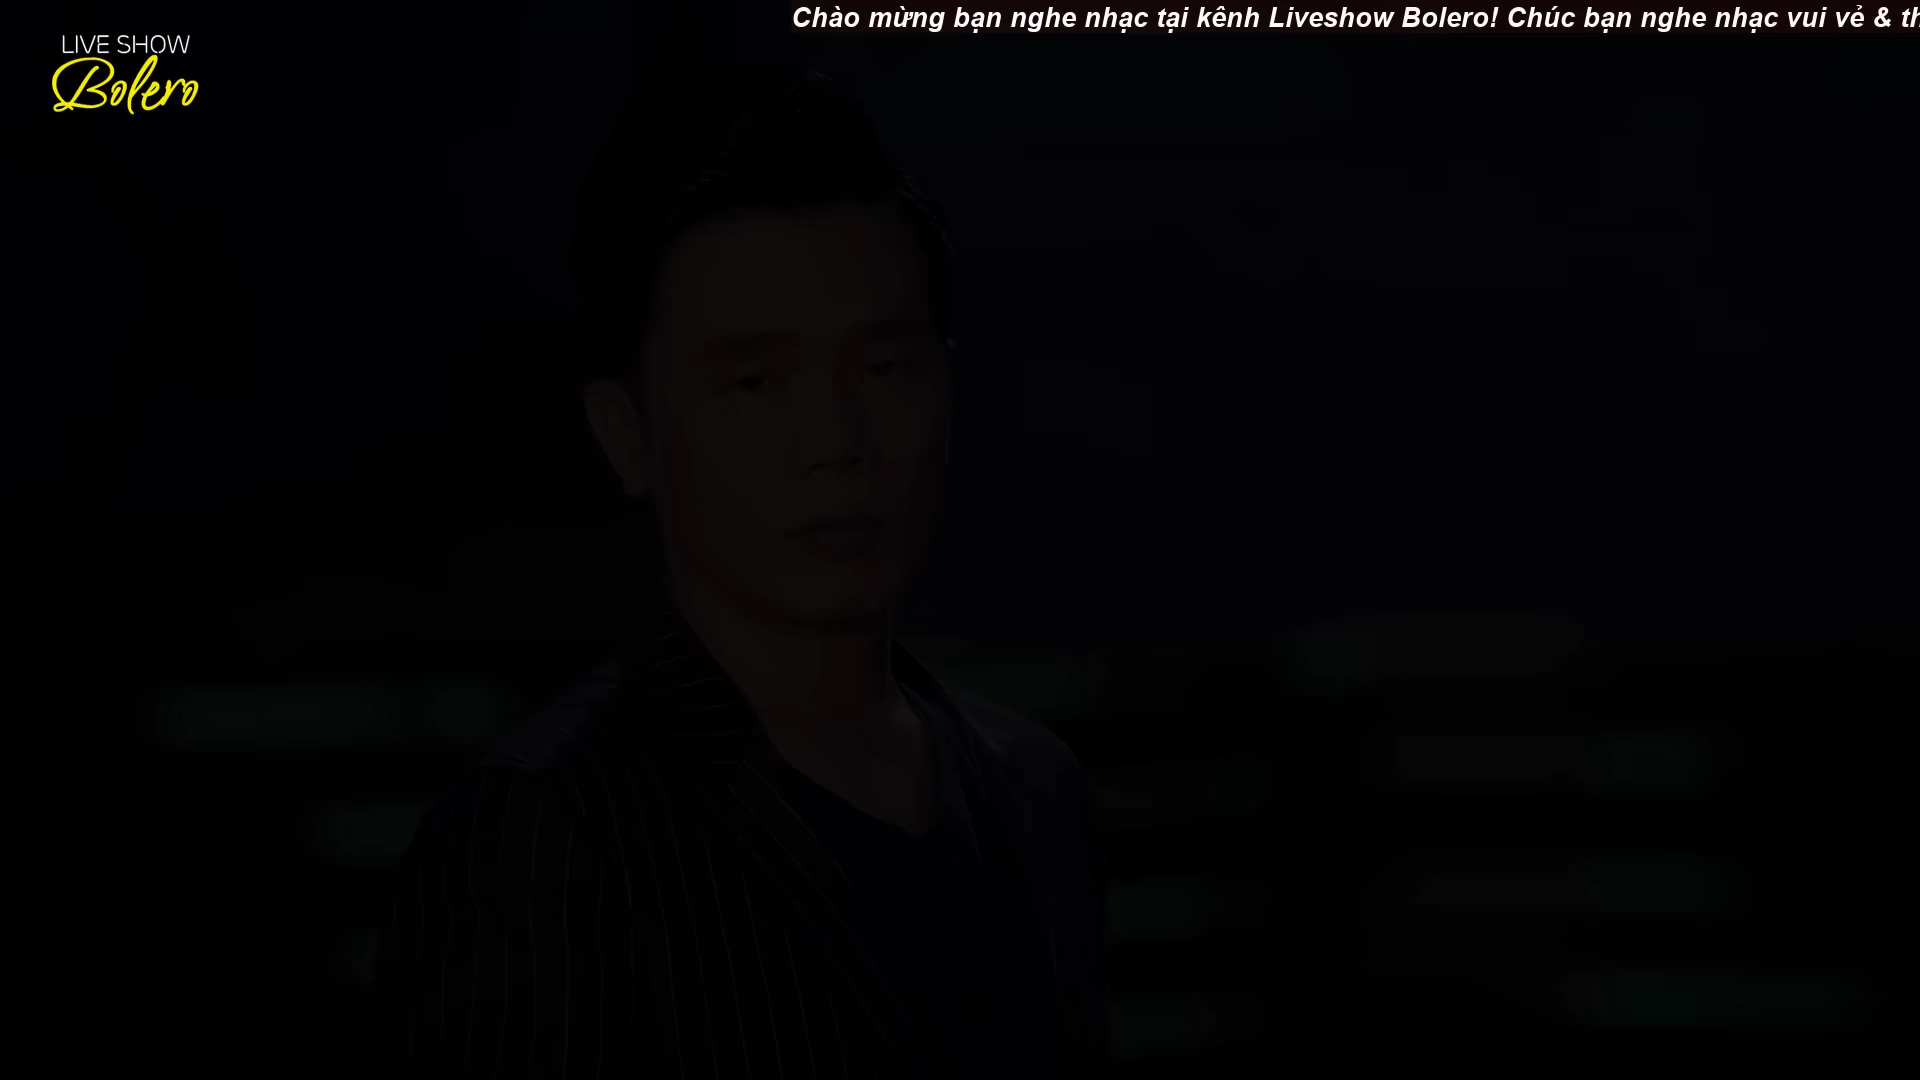 Chào mừng bạn nghe nhạc tại kênh Liveshow Bolero! Chúc bạn nghe nhạc vui vẻ &
LIVE SHOW
Bolero